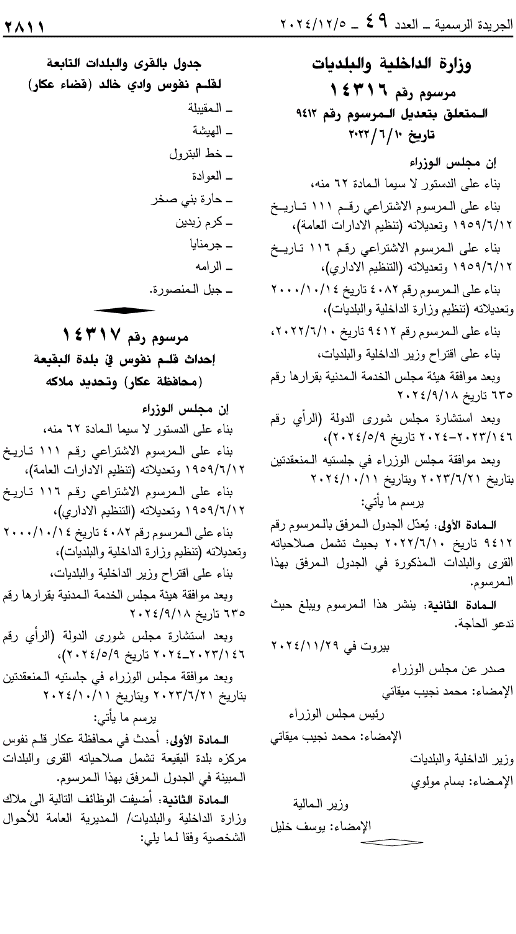 الجريدة الرسمية ـ العدد ٤٩ ـ ٢٠٢٤/١٢/٥
٢٨١١
وزارة الداخلية والبلديات
مرسوم رقم ١٤٣١٦
المتعلق بتعديل المرسوم رقم ٩٤١٢
تاريخ ٢٠٢٢/٦/١٠
إن مجلس الوزراء
بناء على الدستور لا سيما المادة ٦٢ منه،
بناء على المرسوم الاشتراعي رقم ١١١ تاريخ
١٩٥٩/٦/١٢ وتعديلاته (تنظيم الادارات العامة)،
بناء على المرسوم الاشتراعي رقم ١١٦ تاريخ
١٩٥٩/٦/١٢ وتعديلاته (التنظيم الاداري)،
بناء على المرسوم رقم ٤٠٨٢ تاريخ ٢٠٠٠/١٠/١٤
وتعديلاته (تنظيم وزارة الداخلية والبلديات)،
بناء على المرسوم رقم ٩٤١٢ تاريخ ٢٠٢٢/٦/١٠،
بناء على اقتراح وزير الداخلية والبلديات،
وبعد موافقة هيئة مجلس الخدمة المدنية بقرارها رقم
٦٣٥ تاريخ ٢٠٢٤/٩/١٨
وبعد استشارة مجلس شورى الدولة (الرأي رقم
٢٠٢٣/١٤٦-٢٠٢٤ تاريخ ٢٠٢٤/٥/٩)،
وبعد موافقة مجلس الوزراء في جلستيه المنعقدتين
بتاريخ ٢٠٢٣/٦/٢١ وبتاريخ ٢٠٢٤/١٠/١١
يرسم ما يأتي:
المادة الأولى: يُعدّل الجدول المرفق بالمرسوم رقم
٩٤١٢ تاريخ ٢٠٢٢/٦/١٠ بحيث تشمل صلاحياته
القرى والبلدات المذكورة في الجدول المرفق بهذا
المرسوم.
المادة الثانية: ينشر هذا المرسوم ويبلغ حيث
تدعو الحاجة.
بيروت في ٢٠٢٤/١١/٢٩
صدر عن مجلس الوزراء
الإمضاء: محمد نجيب ميقاتي
رئيس مجلس الوزراء
الإمضاء: محمد نجيب ميقاتي
وزير الداخلية والبلديات
الإمضاء: بسام مولوي
وزير المالية
الإمضاء: يوسف خليل
جدول بالقرى والبلدات التابعة
لقلم نفوس وادي خالد (قضاء عكار)
ـ المقيبلة
ـ الهيشة
ـ خط البترول
ـ العوادة
ـ حارة بني صخر
ـ كرم زبدين
ـ جرمنايا
ـ الرامه
ـ جبل المنصورة.
مرسوم رقم ١٤٣١٧
إحداث قلم نفوس في بلدة البقيعة
(محافظة عكار) وتحديد ملاكه
إن مجلس الوزراء
بناء على الدستور لا سيما المادة ٦٢ منه،
بناء على المرسوم الاشتراعي رقم ١١١ تاريخ
١٩٥٩/٦/١٢ وتعديلاته (تنظيم الادارات العامة)،
بناء على المرسوم الاشتراعي رقم ١١٦ تاريخ
١٩٥٩/٦/١٢ وتعديلاته (التنظيم الاداري)،
بناء على المرسوم رقم ٤٠٨٢ تاريخ ٢٠٠٠/١٠/١٤
وتعديلاته (تنظيم وزارة الداخلية والبلديات)،
بناء على اقتراح وزير الداخلية والبلديات،
وبعد موافقة هيئة مجلس الخدمة المدنية بقرارها رقم
٦٣٥ تاريخ ٢٠٢٤/٩/١٨
وبعد استشارة مجلس شورى الدولة (الرأي رقم
٢٠٢٣/١٤٦ـ٢٠٢٤ تاريخ ٢٠٢٤/٥/٩)،
وبعد موافقة مجلس الوزراء في جلستيه المنعقدتين
بتاريخ ٢٠٢٣/٦/٢١ وبتاريخ ٢٠٢٤/١٠/١١
يرسم ما يأتي:
المادة الأولى: أحدث في محافظة عكار قلم نفوس
مركزه بلدة البقيعة تشمل صلاحياته القرى والبلدات
المبينة في الجدول المرفق بهذا المرسوم.
المادة الثانية: أضيفت الوظائف التالية الى ملاك
وزارة الداخلية والبلديات/ المديرية العامة للأحوال
الشخصية وفقا لما يلي: